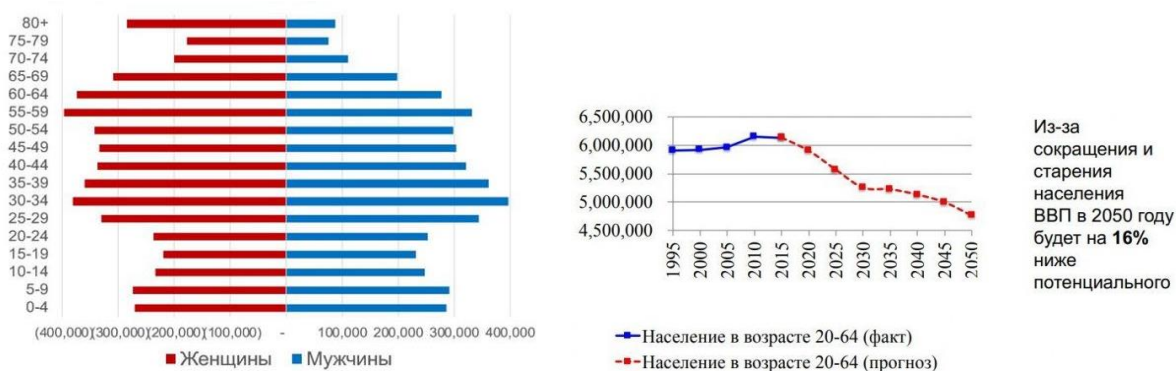 80+
75-79
70-74
65-69
60-64
55-59
50-54
45-49
40-44
35-39
30-34
25-29
20-24
15-19
10-14
5-9
0-4
(400,000)(300,000)(200,000)(100,000) - 100,000 200,000 300,000 400,000
Женщины Мужчины
6,500,000
6,000,000
5,500,000
5,000,000
4,500,000
1995 2000 2005 2010 2015 2020 2025 2030 2035 2040 2045 2050
Население в возрасте 20-64 (факт)
Население в возрасте 20-64 (прогноз)
Из-за
сокращения и
старения
населения
ВВП в 2050 году
будет на 16%
ниже
потенциального